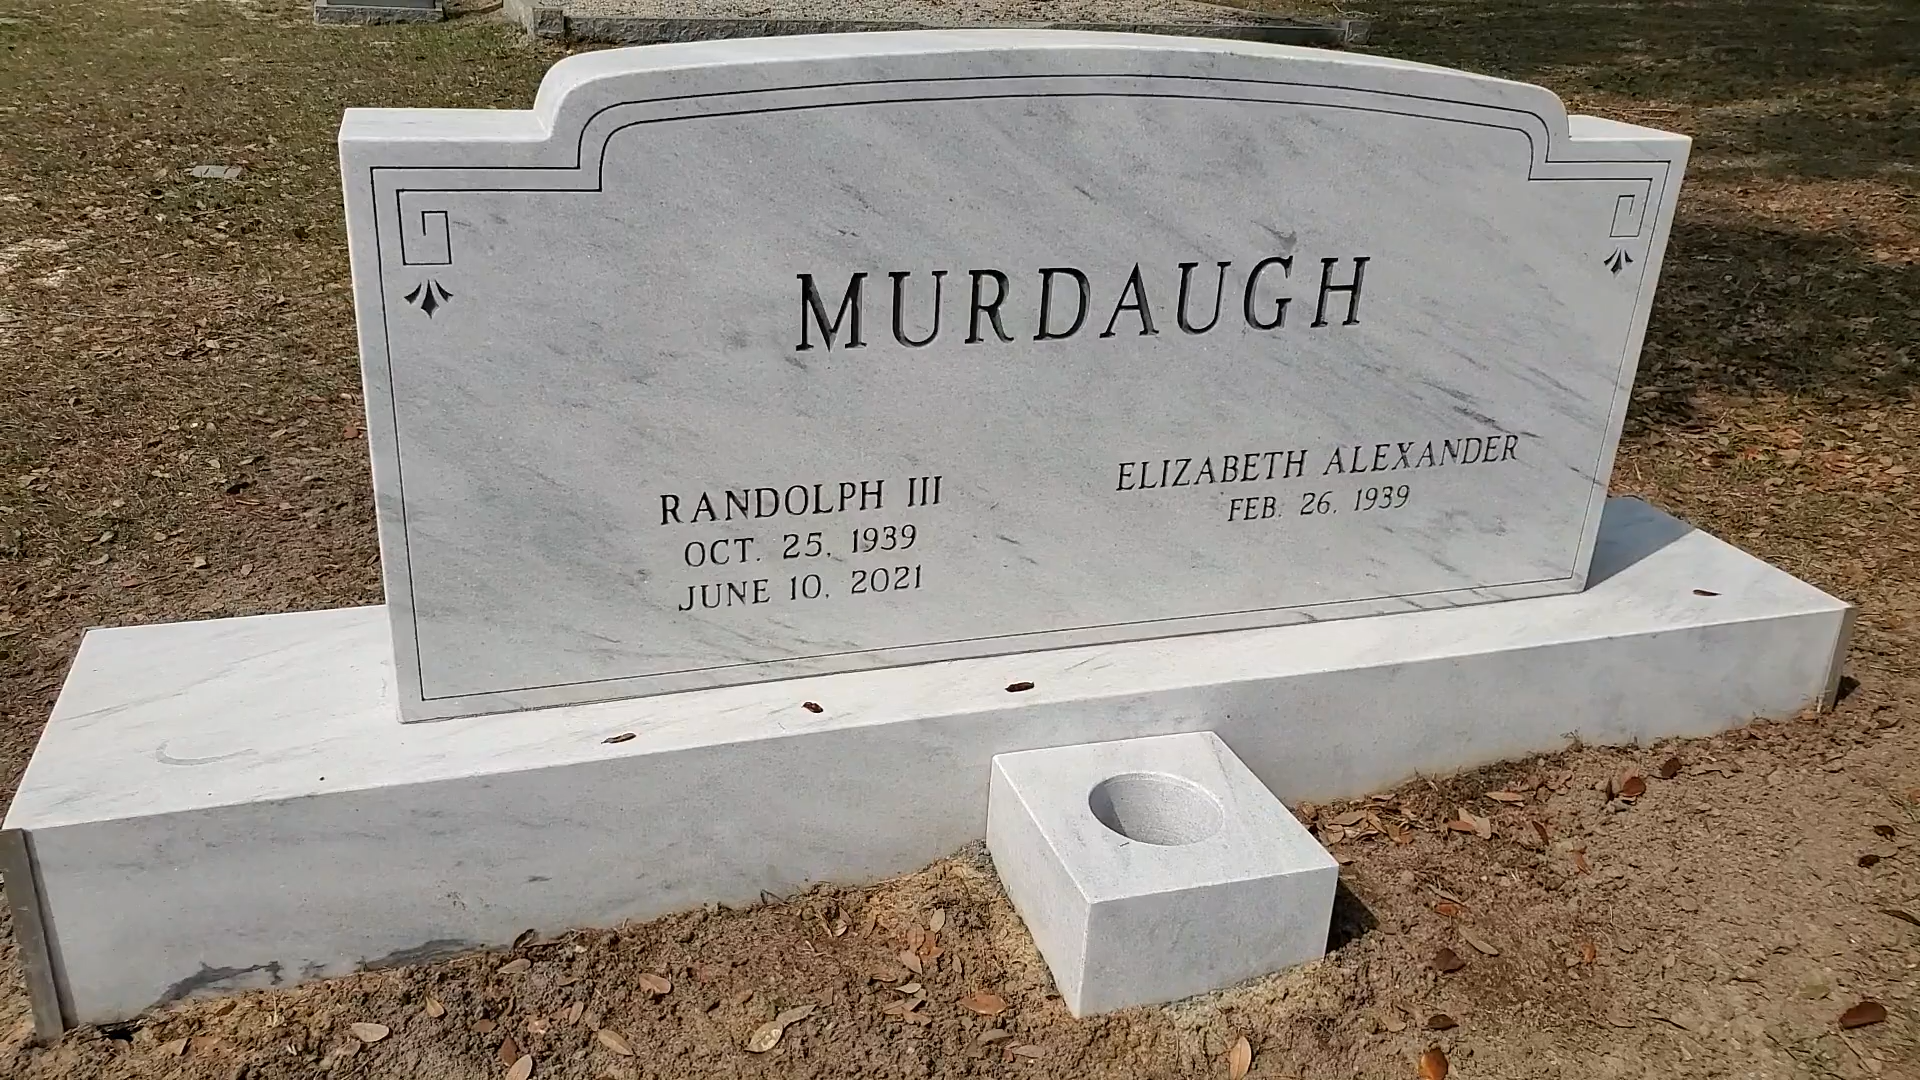 MURDAUGH
RANDOLPH III
OCT. 25, 1939
JUNE 10, 2021
ELIZABETH ALEXANDER
FEB. 26, 1939